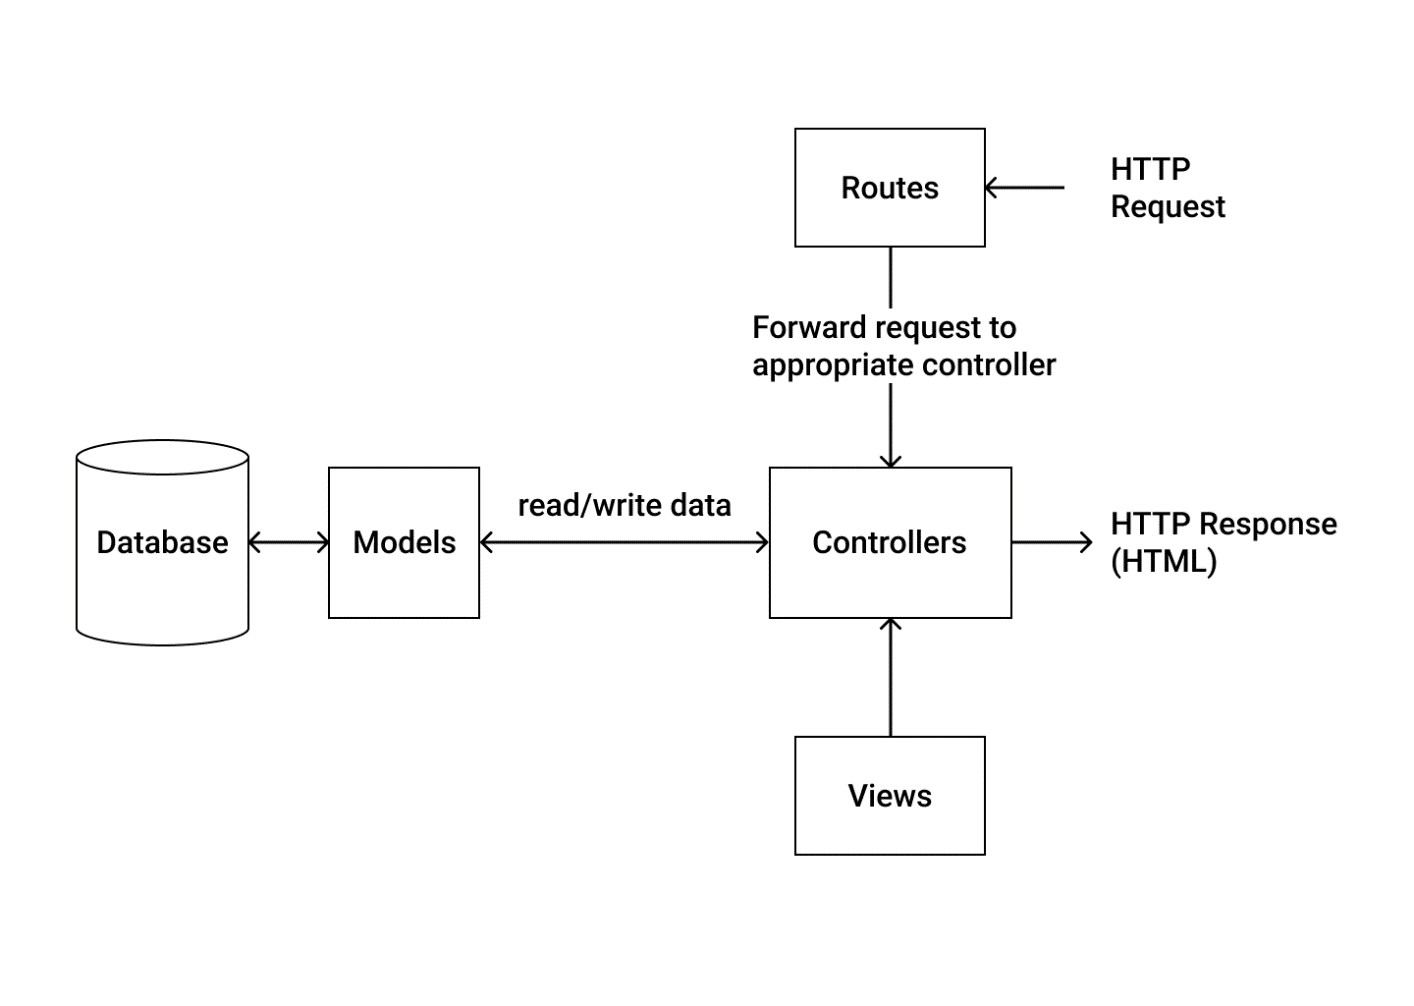 Routes
HTTP
Request
Forward request to
appropriate controller
Database
Models
read/write data
Controllers
HTTP Response
(HTML)
Views